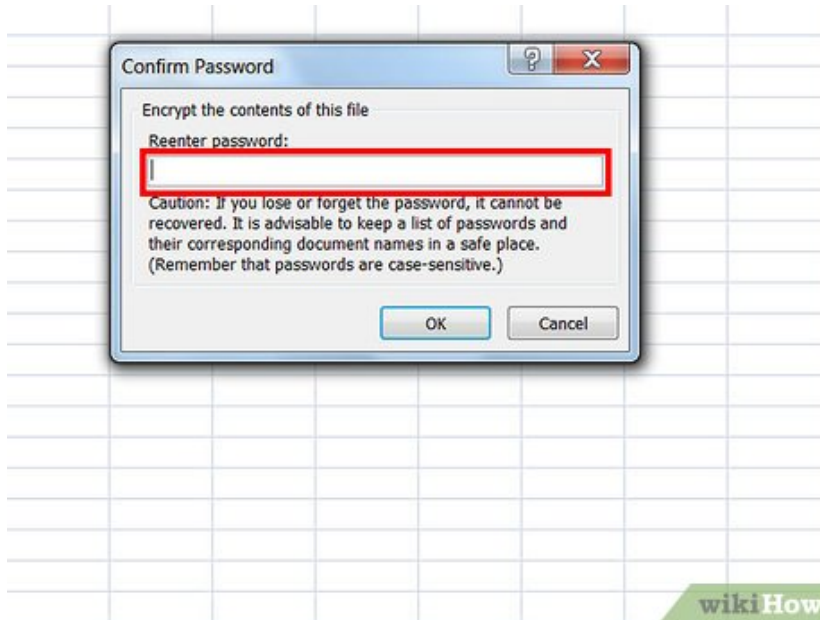 Confirm Password
Encrypt the contents of this file
Reenter password:
Caution: If you lose or forget the password, it cannot be
recovered. It is advisable to keep a list of passwords and
their corresponding document names in a safe place.
(Remember that passwords are case-sensitive.)
OK
Cancel
wikiHow